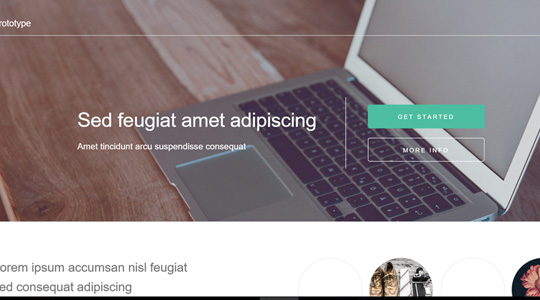 rototype
Sed feugiat amet adipiscing
Amet tincidunt arcu suspendisse consequat
GET STARTED
MORE INFO
orem ipsum accumsan nisl feugiat
ed consequat adipiscing